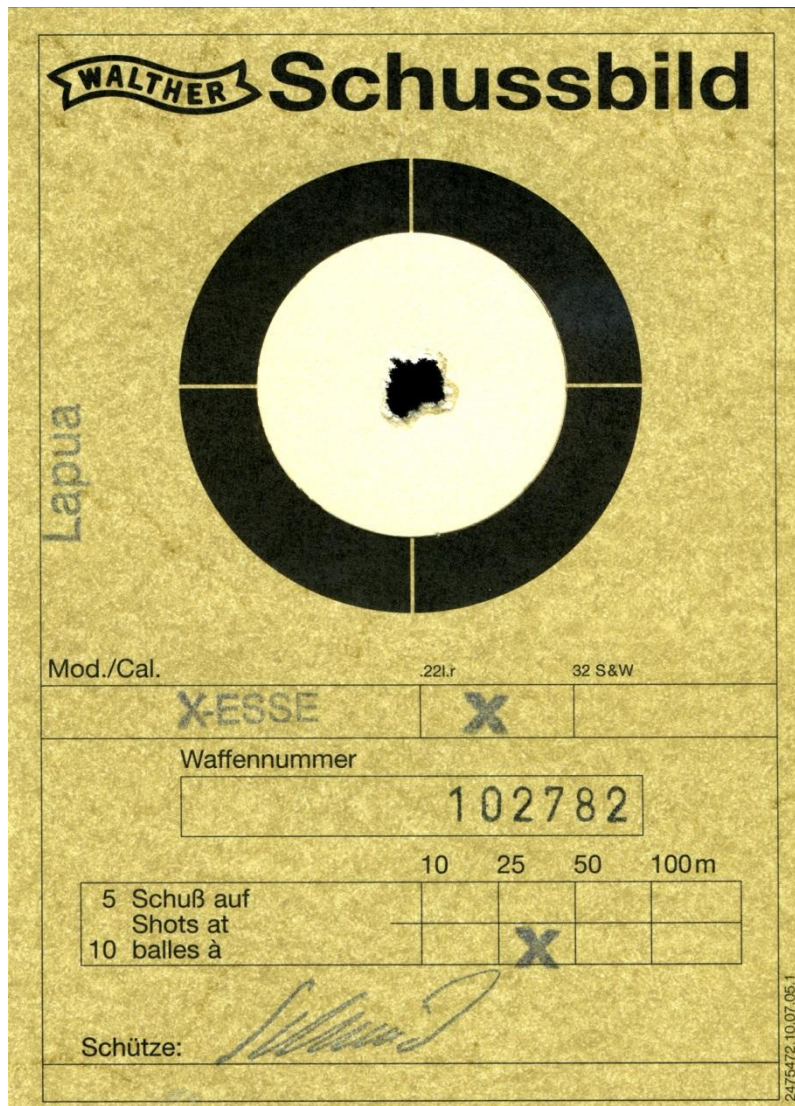 WALTHER Schussbild
Lapua
Mod./Cal. .22l.r 32 S&W
X-ESSE X
Waffennummer
102782
10 25 50 100m
5 Schuß auf
Shots at
10 balles à X
Schütze:
2475472.10.07.05.1